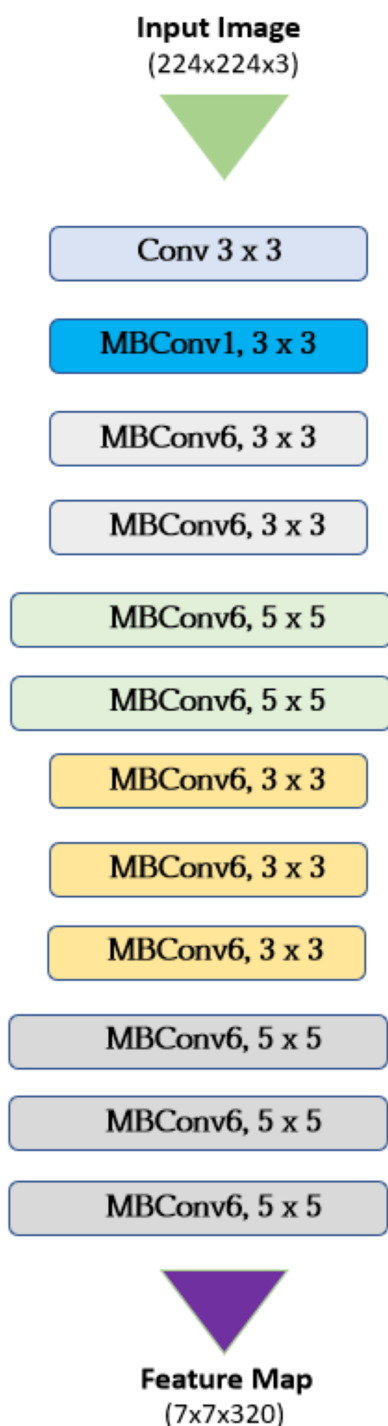 Input Image
(224x224x3)
Conv 3 x 3
MBConv1, 3 x 3
MBConv6, 3 x 3
MBConv6, 3 x 3
MBConv6, 5 x 5
MBConv6, 5 x 5
MBConv6, 3 x 3
MBConv6, 3 x 3
MBConv6, 3 x 3
MBConv6, 5 x 5
MBConv6, 5 x 5
MBConv6, 5 x 5
Feature Map
(7x7x320)